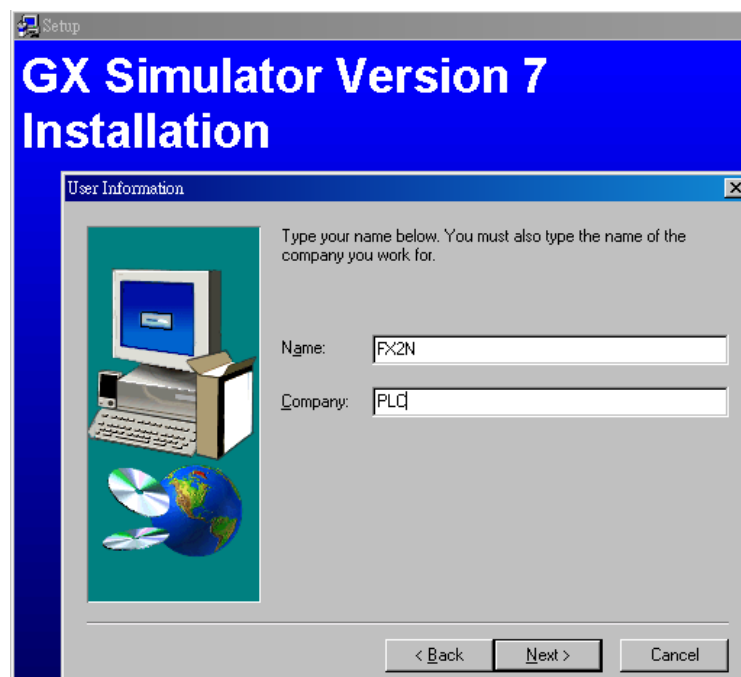 Setup
GX Simulator Version 7
Installation
User Information
Type your name below. You must also type the name of the
company you work for.
Name: FX2N
Company: PLC
< Back Next > Cancel